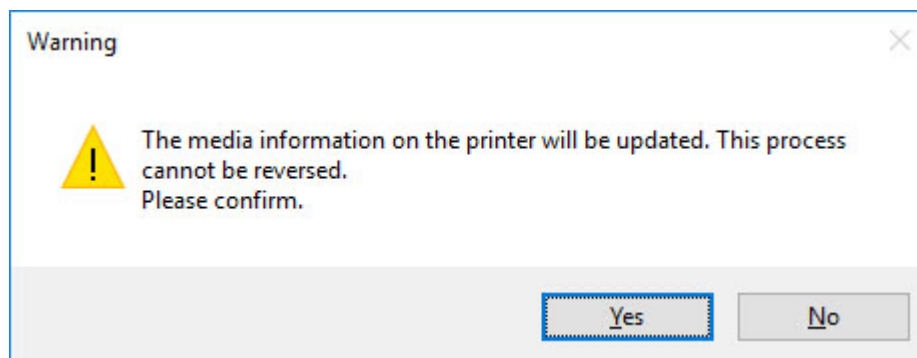 Warning
The media information on the printer will be updated. This process
cannot be reversed.
Please confirm.
Yes
No